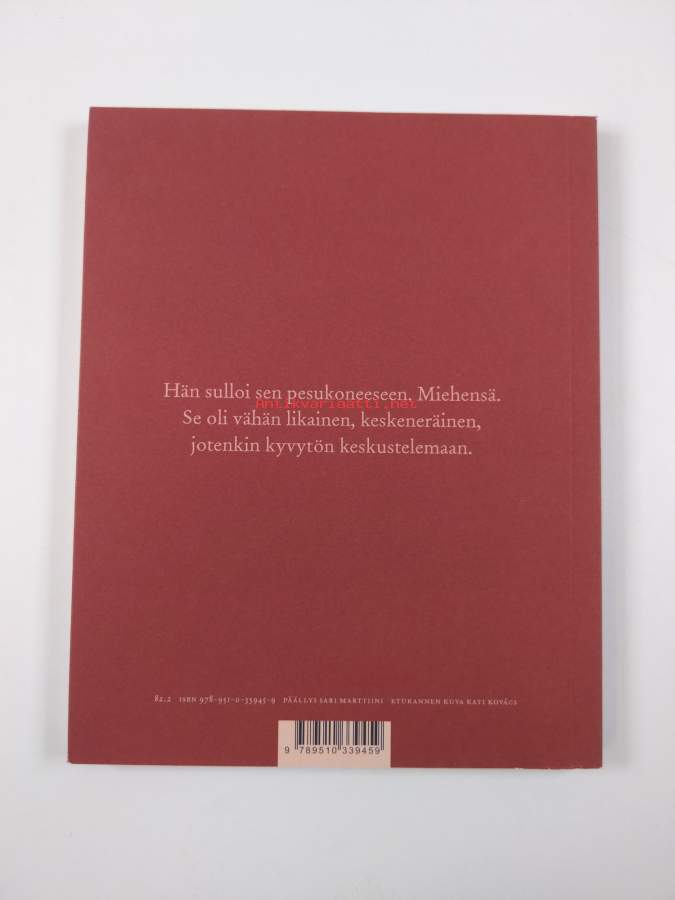 Hän sulloi sen pesukoneeseen. Miehensä.
Antikvariaatti.net
Se oli vähän likainen, keskeneräinen,
jotenkin kyvytön keskustelemaan.
82.2 ISBN 978-951-0-33945-9 PÄÄLLYS SARI MARTTIINI ETUKANNEN KUVA KATI KOVÁCS
9 789510 339459